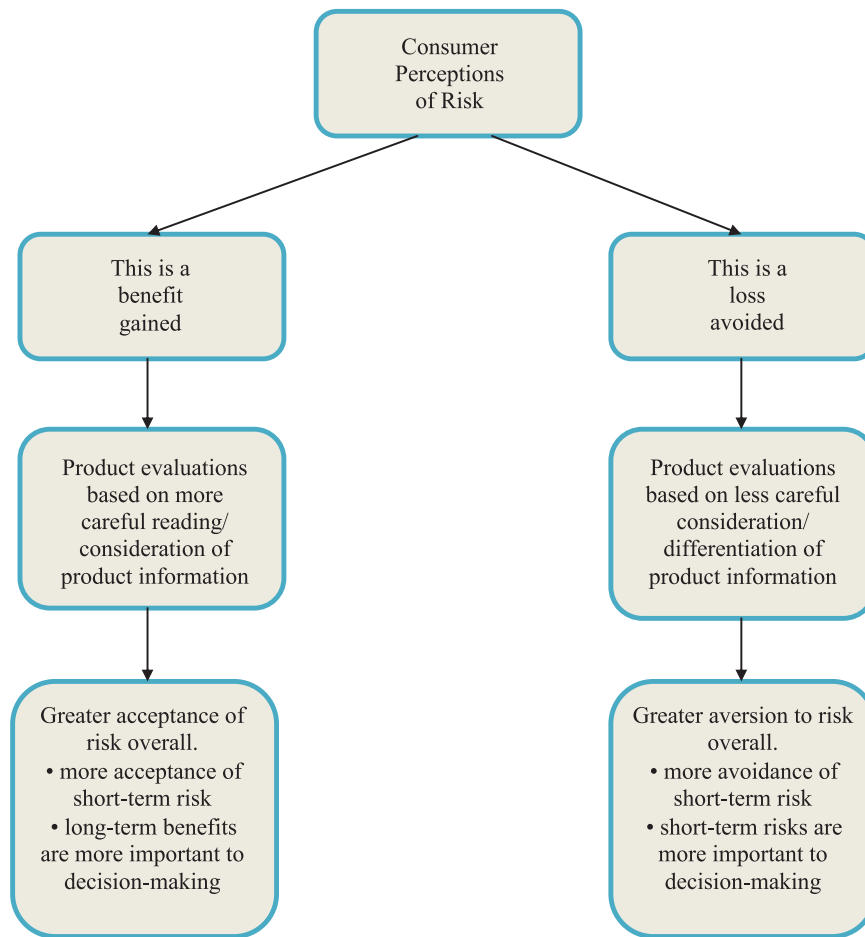 Consumer
Perceptions
of Risk
This is a
benefit
gained
This is a
loss
avoided
Product evaluations
based on more
careful reading/
consideration of
product information
Product evaluations
based on less careful
consideration/
differentiation of
product information
Greater acceptance of
risk overall.
• more acceptance of
short-term risk
• long-term benefits
are more important to
decision-making
Greater aversion to risk
overall.
• more avoidance of
short-term risk
• short-term risks are
more important to
decision-making